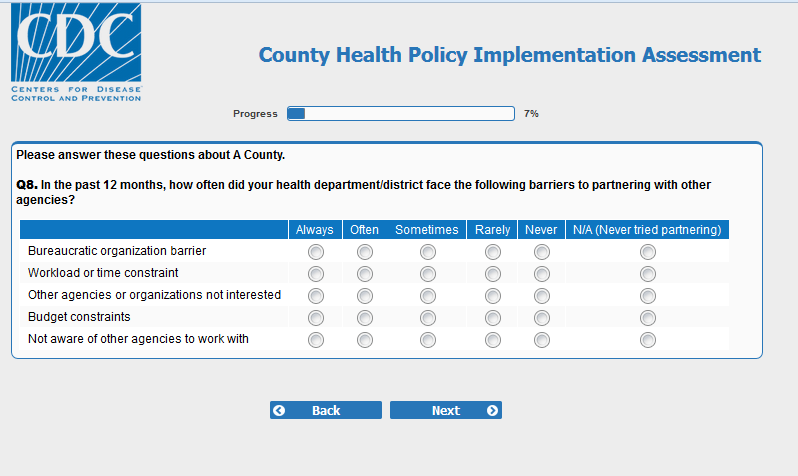 CDC
CENTERS FOR DISEASE
CONTROL AND PREVENTION
County Health Policy Implementation Assessment
Progress 7%
Please answer these questions about A County.
Q8. In the past 12 months, how often did your health department/district face the following barriers to partnering with other
agencies?
Always Often Sometimes Rarely Never N/A (Never tried partnering)
Bureaucratic organization barrier
Workload or time constraint
Other agencies or organizations not interested
Budget constraints
Not aware of other agencies to work with
Back Next